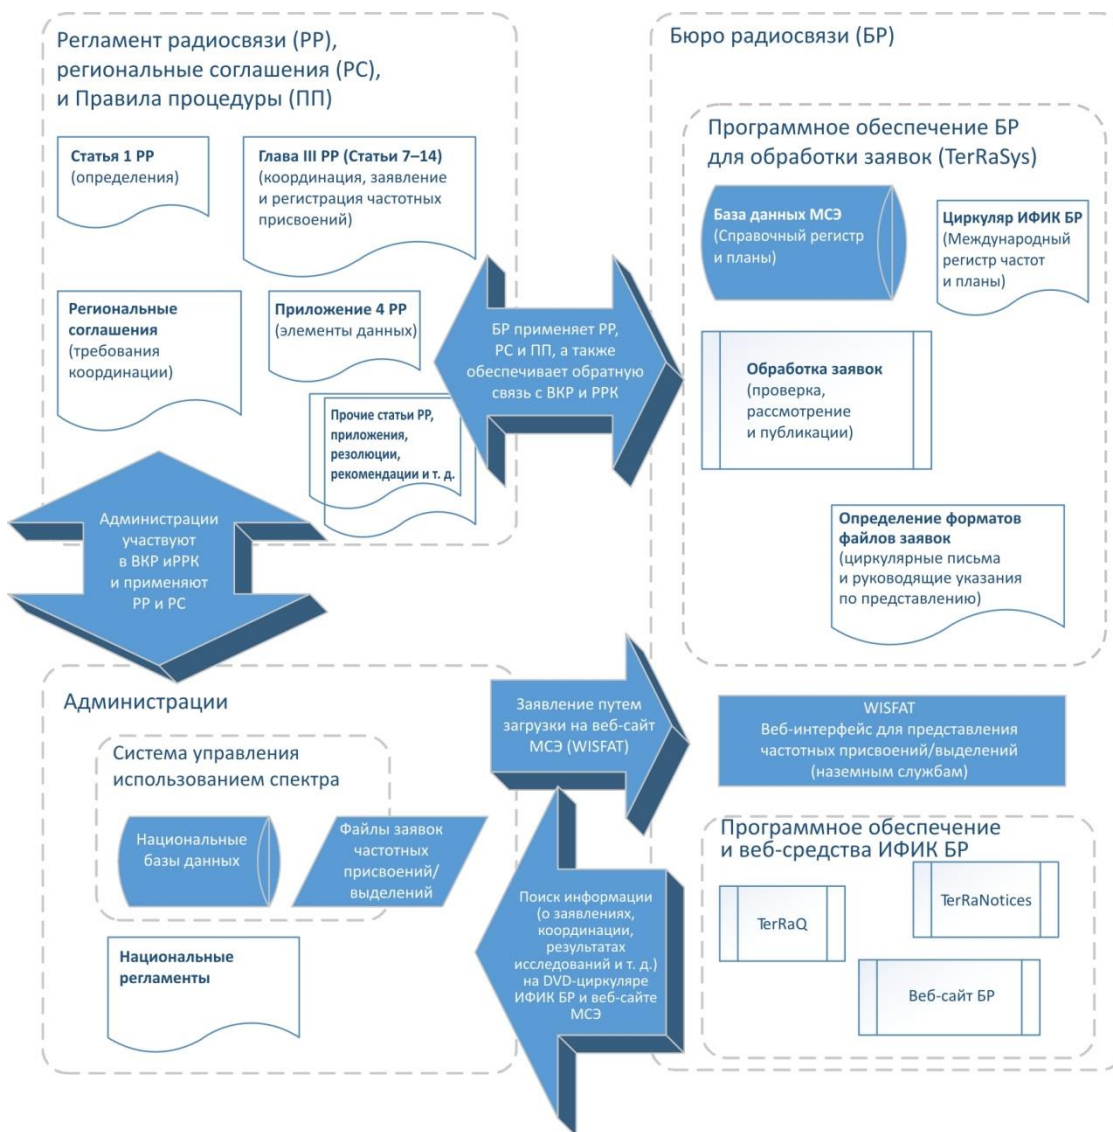 Регламент радиосвязи (РР),
региональные соглашения (РС),
и Правила процедуры (ПП)
Статья 1 РР
(определения)
Глава III РР (Статьи 7–14)
(координация, заявление
и регистрация частотных
присвоений)
Региональные
соглашения
(требования
координации)
Приложение 4 РР
(элементы данных)
Прочие статьи РР,
приложения,
резолюции,
рекомендации и т. д.
БР применяет РР,
РС и ПП, а также
обеспечивает обратную
связь с ВКР и РРК
Бюро радиосвязи (БР)
Программное обеспечение БР
для обработки заявок (TerRaSys)
База данных МСЭ
(Справочный регистр
и планы)
Циркуляр ИФИК БР
(Международный
регистр частот
и планы)
Обработка заявок
(проверка,
рассмотрение
и публикации)
Определение форматов
файлов заявок
(циркулярные письма
и руководящие указания
по представлению)
Администрации
участвуют
в ВКР иРРК
и применяют
РР и РС
Администрации
Система управления
использованием спектра
Национальные
базы данных
Файлы заявок
частотных
присвоений/
выделений
Национальные
регламенты
Заявление путем
загрузки на веб-сайт
МСЭ (WISFAT)
WISFAT
Веб-интерфейс для представления
частотных присвоений/выделений
(наземным службам)
Поиск информации
(о заявлениях,
координации,
результатах
исследований и т. д.)
на DVD-циркуляре
ИФИК БР и веб-сайте
МСЭ
Программное обеспечение
и веб-средства ИФИК БР
TerRaQ
TerRaNotices
Веб-сайт БР